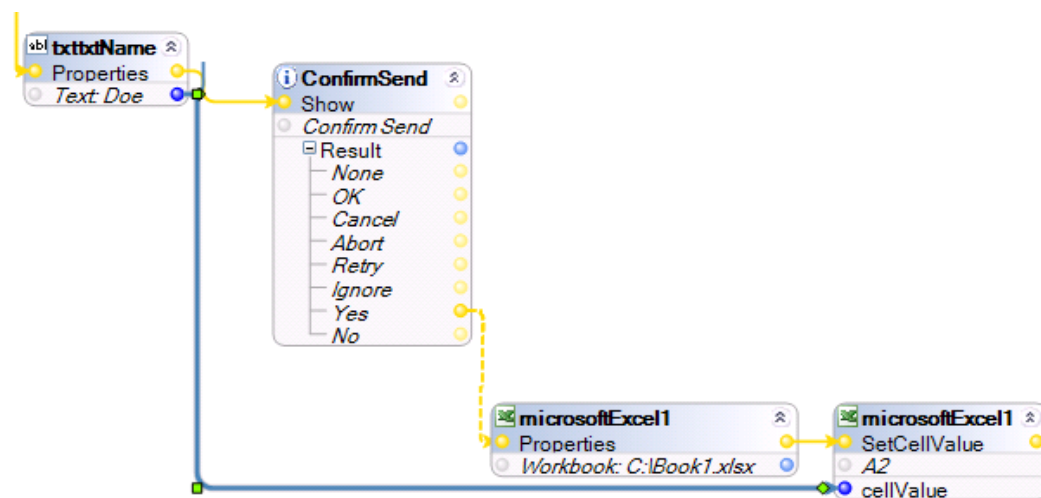 txttxtName
Properties
Text: Doe
ConfirmSend
Show
Confirm Send
Result
None
OK
Cancel
Abort
Retry
Ignore
Yes
No
microsoftExcel1
Properties
Workbook: C:\Book1.xlsx
microsoftExcel1
SetCellValue
A2
cellValue